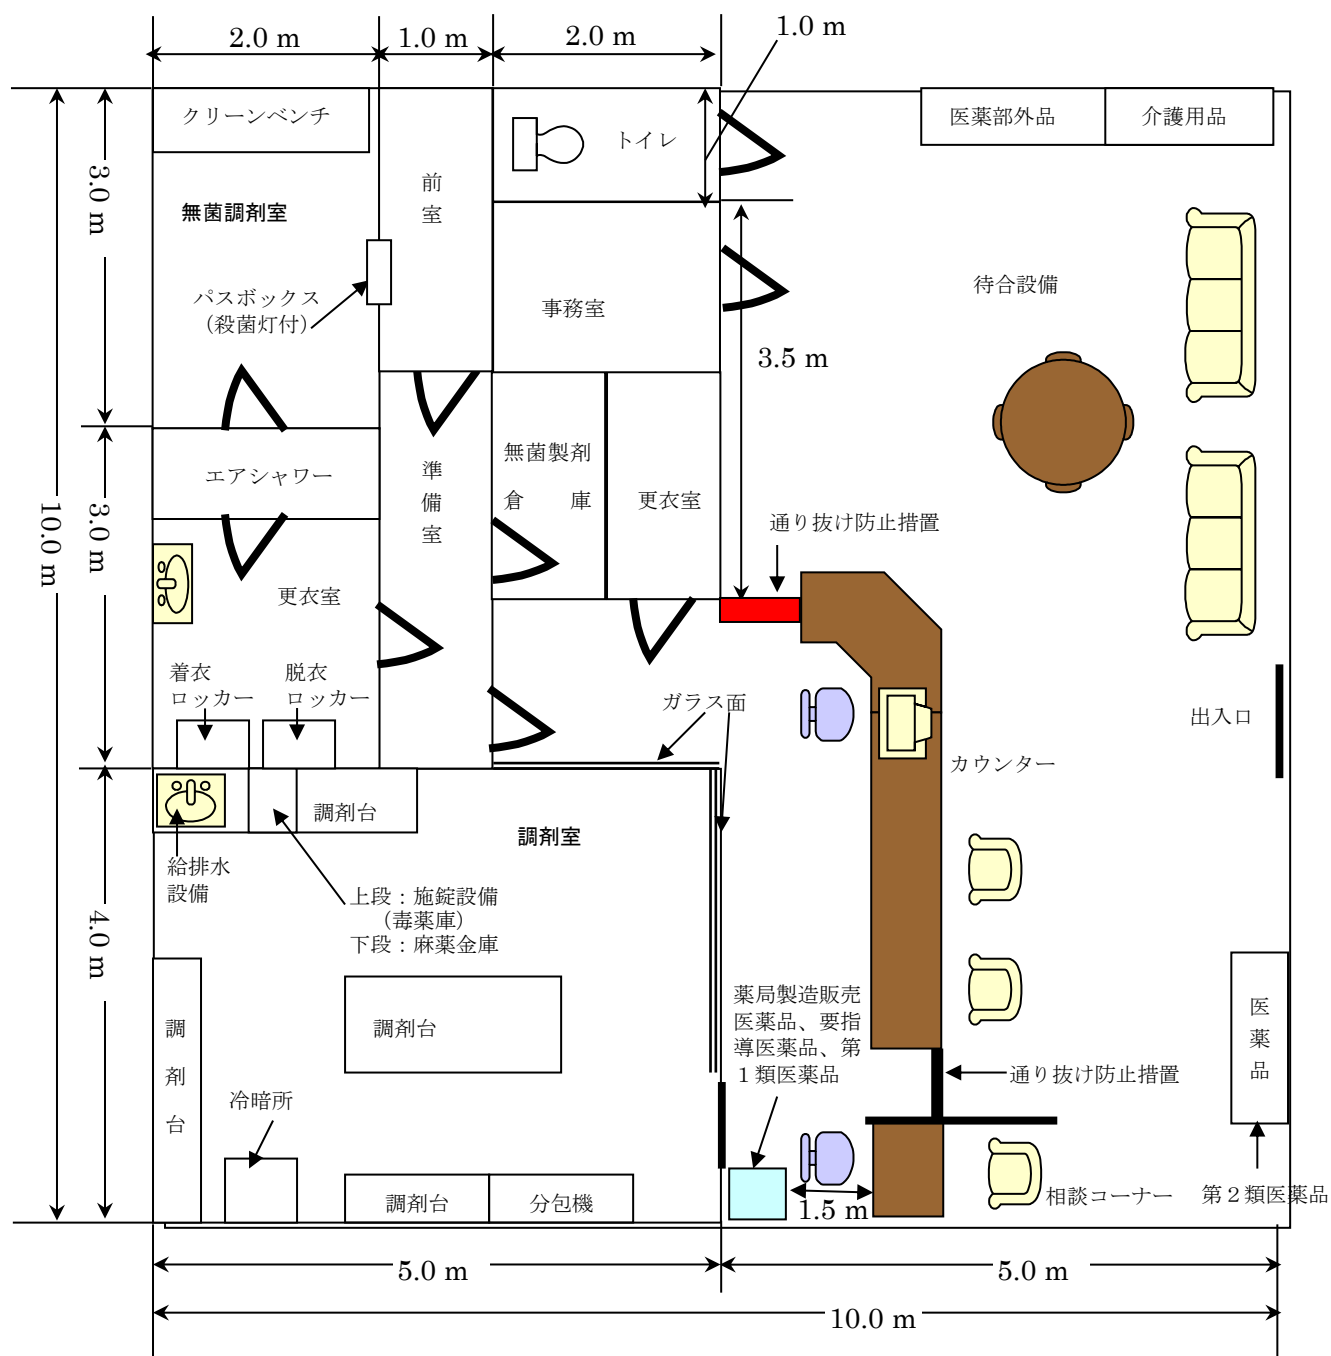 2.0 m
1.0 m
2.0 m
1.0 m
クリーンベンチ
トイレ
医薬部外品
介護用品
3.0 m
無菌調剤室
前
室
パスボックス
（殺菌灯付）
事務室
待合設備
3.5 m
10.0 m
3.0 m
エアシャワー
準
備
室
無菌製剤
倉　庫
更衣室
通り抜け防止措置
更衣室
着衣
ロッカー
脱衣
ロッカー
ガラス面
出入口
カウンター
調剤台
調剤室
給排水
設備
上段：施錠設備
（毒薬庫）
下段：麻薬金庫
4.0 m
調
剤
台
調剤台
薬局製造販売
医薬品、要指
導医薬品、第
１類医薬品
医
薬
品
通り抜け防止措置
冷暗所
調剤台
分包機
1.5 m
相談コーナー
第２類医薬品
5.0 m
5.0 m
10.0 m